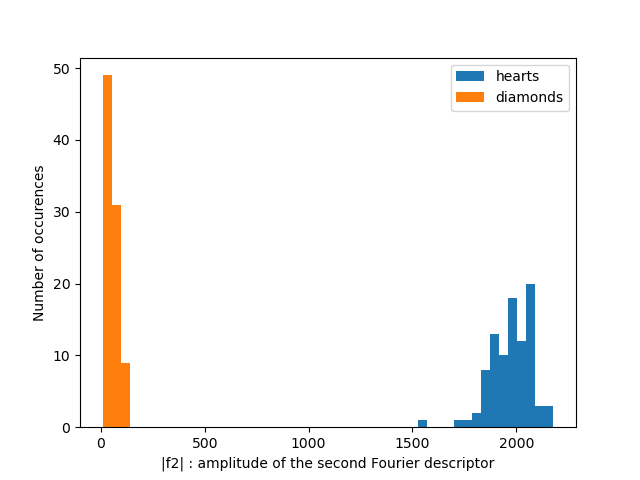 hearts
diamonds
Number of occurences
50
40
30
20
10
0
0 500 1000 1500 2000
|f2| : amplitude of the second Fourier descriptor